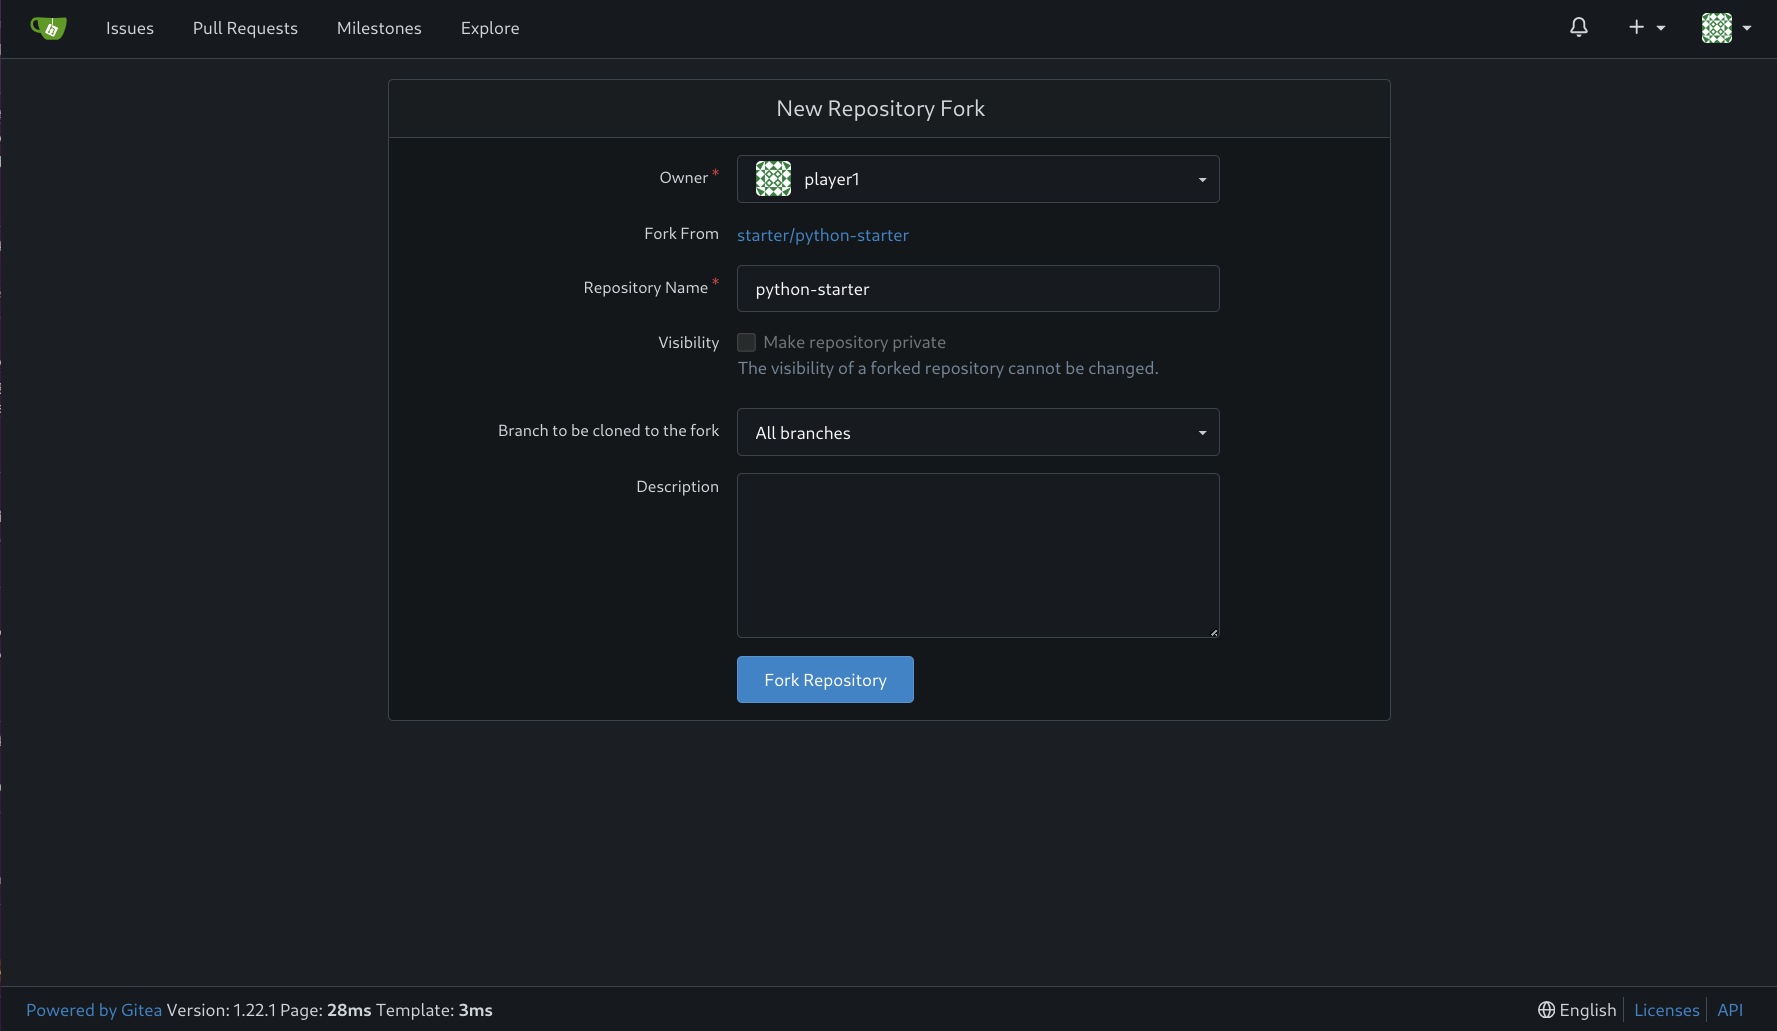 Issues Pull Requests Milestones Explore
New Repository Fork
Owner *
player1
Fork From
starter/python-starter
Repository Name *
python-starter
Visibility
Make repository private
The visibility of a forked repository cannot be changed.
Branch to be cloned to the fork
All branches
Description
Fork Repository
Powered by Gitea Version: 1.22.1 Page: 28ms Template: 3ms
English Licenses API